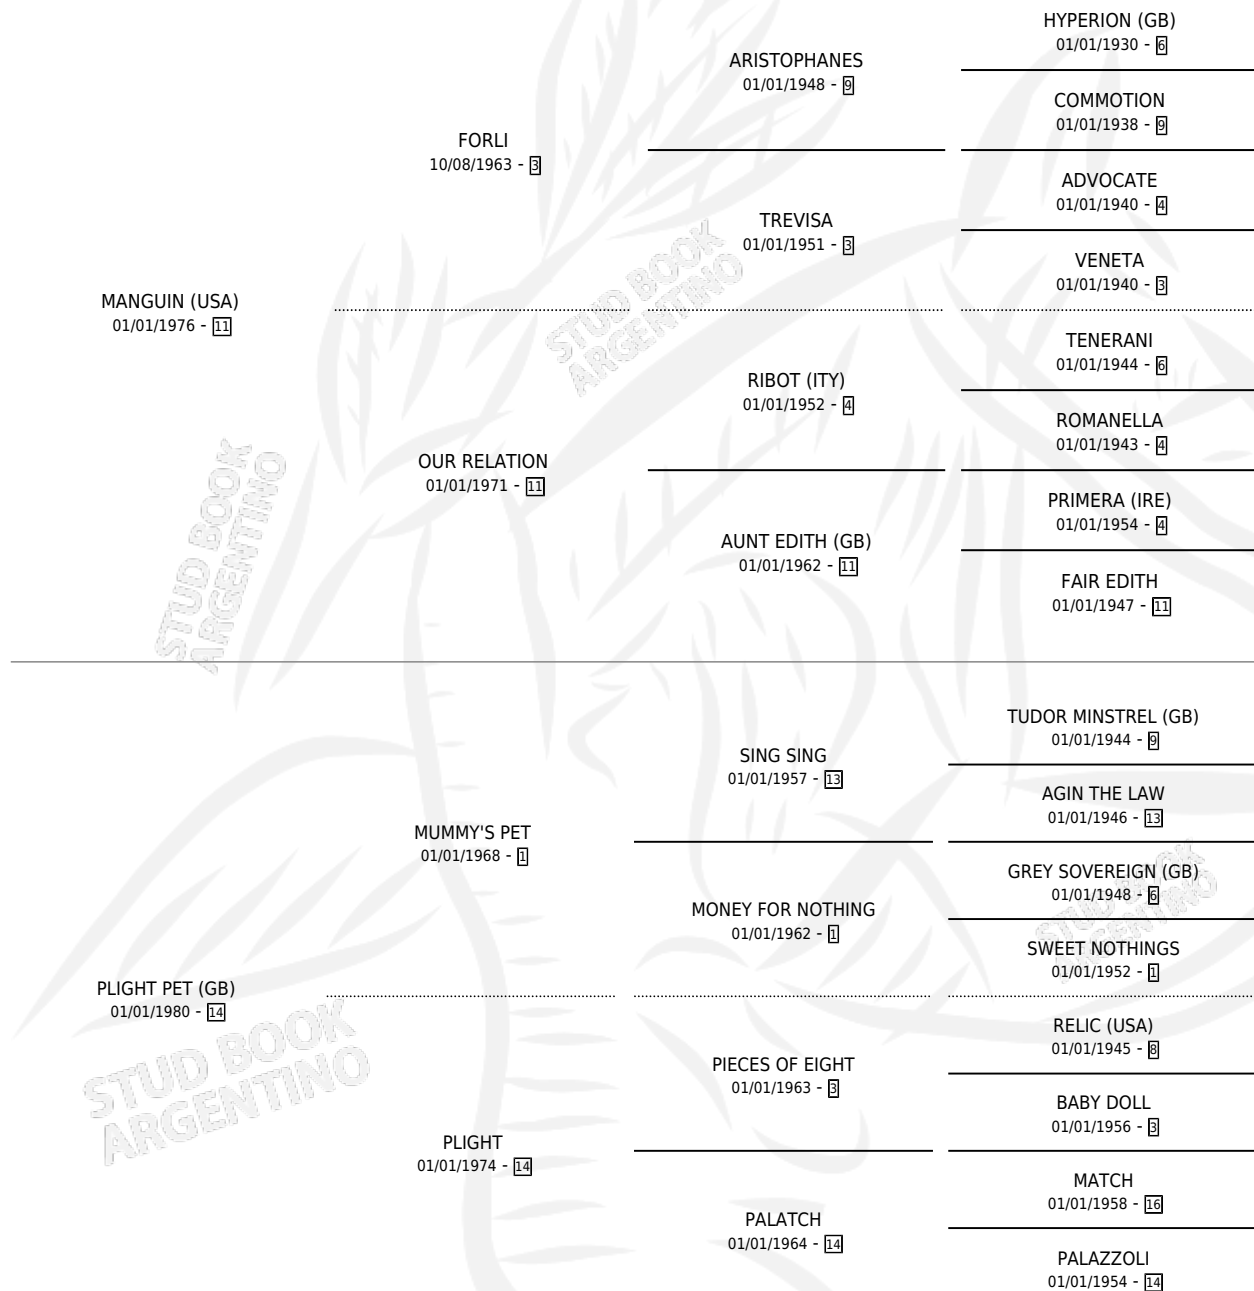 HYPERION (GB)
01/01/1930 - 6
ARISTOPHANES
01/01/1948 - 9
COMMOTION
01/01/1938 - 9
FORLI
10/08/1963 - 3
ADVOCATE
01/01/1940 - 4
TREVISA
01/01/1951 - 3
VENETA
01/01/1940 - 3
MANGUIN (USA)
01/01/1976 - 11
TENERANI
01/01/1944 - 6
RIBOT (ITY)
01/01/1952 - 4
ROMANELLA
01/01/1943 - 4
OUR RELATION
01/01/1971 - 11
PRIMERA (IRE)
01/01/1954 - 4
AUNT EDITH (GB)
01/01/1962 - 11
FAIR EDITH
01/01/1947 - 11
STUD BOOK
ARGENTINO
STUD BOOK
ARGENTINO
TUDOR MINSTREL (GB)
01/01/1944 - 9
SING SING
01/01/1957 - 13
AGIN THE LAW
01/01/1946 - 13
MUMMY'S PET
01/01/1968 - 1
GREY SOVEREIGN (GB)
01/01/1948 - 6
MONEY FOR NOTHING
01/01/1962 - 1
SWEET NOTHINGS
01/01/1952 - 1
PLIGHT PET (GB)
01/01/1980 - 14
RELIC (USA)
01/01/1945 - 8
PIECES OF EIGHT
01/01/1963 - 3
BABY DOLL
01/01/1956 - 3
PLIGHT
01/01/1974 - 14
MATCH
01/01/1958 - 16
PALATCH
01/01/1964 - 14
PALAZZOLI
01/01/1954 - 14
STUD BOOK
ARGENTINO
STUD BOOK
ARGENTINO